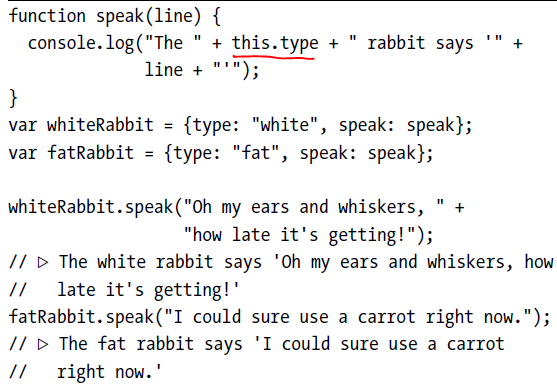 function speak(line) {
  console.log("The " + this.type + " rabbit says '" +
              line + "'");
}
var whiteRabbit = {type: "white", speak: speak};
var fatRabbit = {type: "fat", speak: speak};

whiteRabbit.speak("Oh my ears and whiskers, " +
                  "how late it's getting!");
// ▷ The white rabbit says 'Oh my ears and whiskers, how
//   late it's getting!'
fatRabbit.speak("I could sure use a carrot right now.");
// ▷ The fat rabbit says 'I could sure use a carrot
//   right now.'